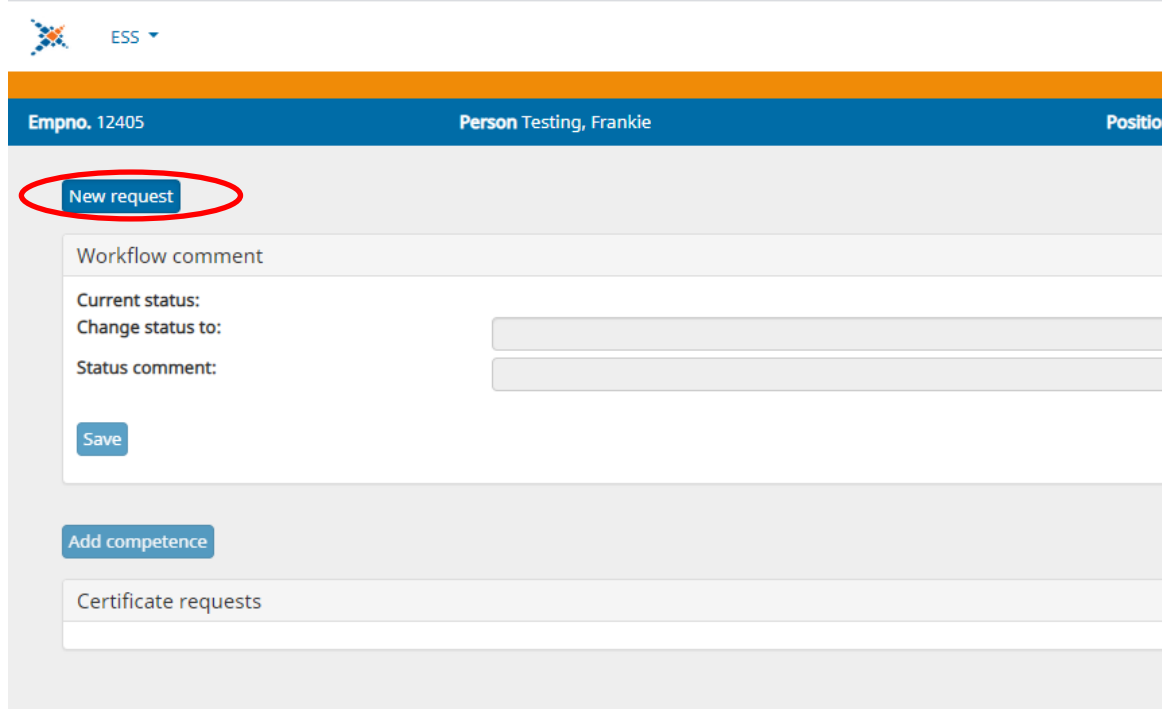 ESS
Empno. 12405 Person Testing, Frankie Positio
New request
Workflow comment
Current status:
Change status to:
Status comment:
Save
Add competence
Certificate requests